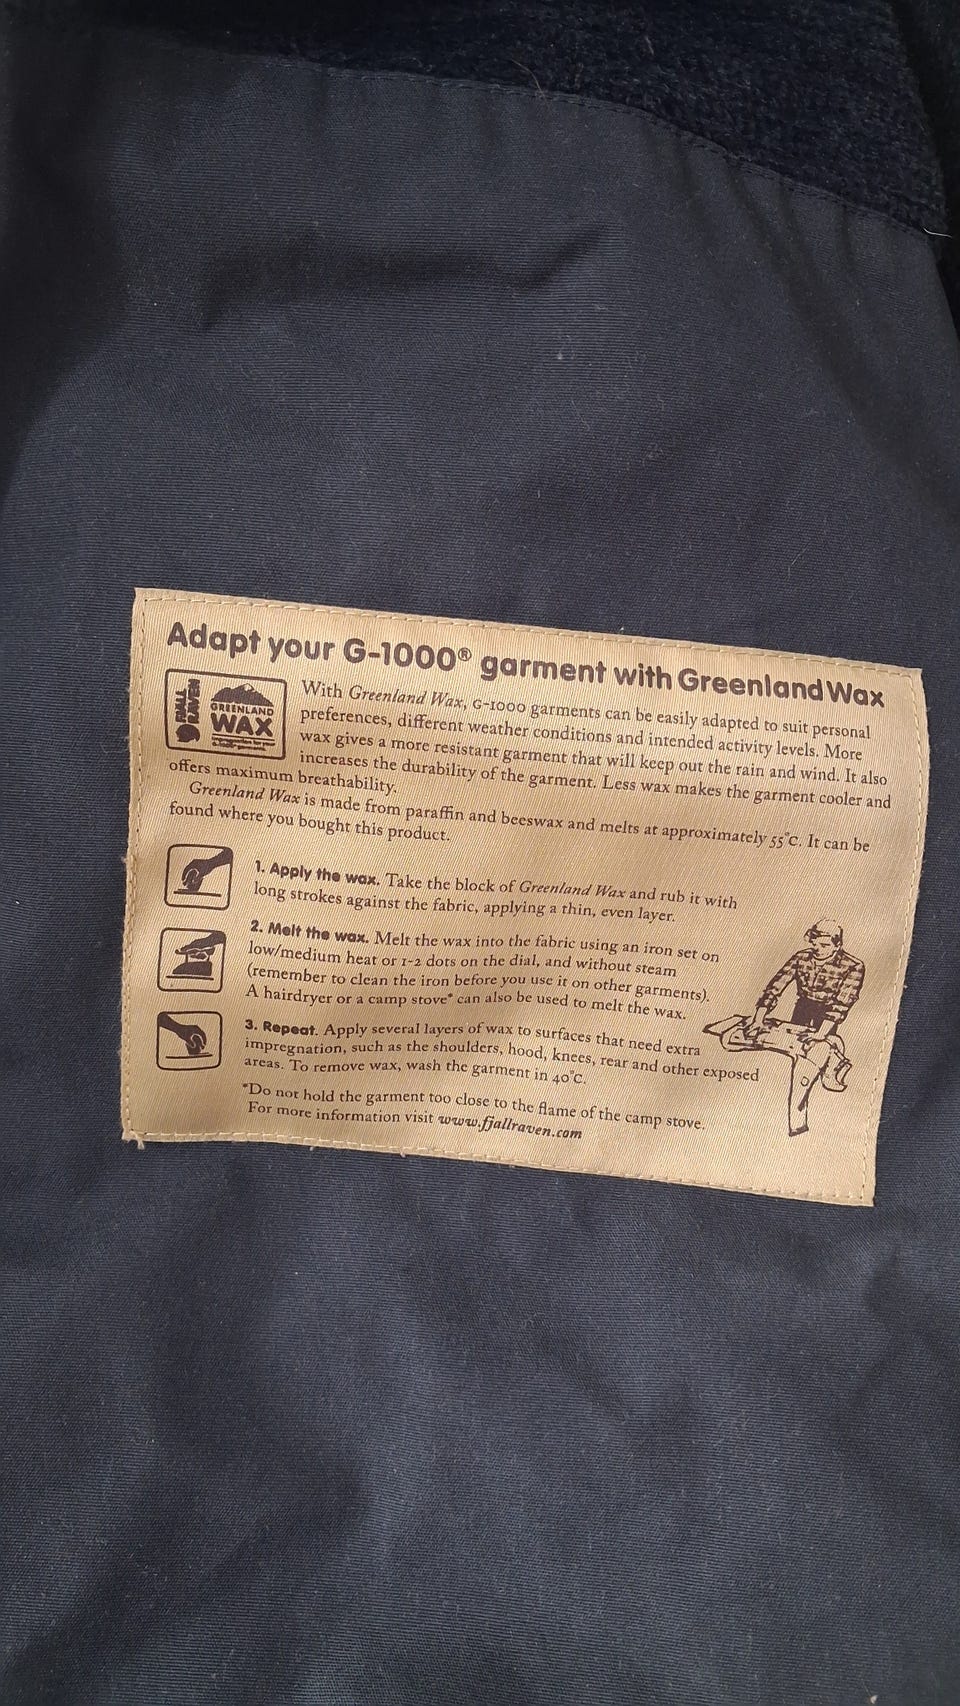 Adapt your G-1000® garment with Greenland Wax
FJALL
RAVEN
GREENLAND
WAX
With Greenland Wax, G-1000 garments can be easily adapted to suit personal
preferences, different weather conditions and intended activity levels. More
wax gives a more resistant garment that will keep out the rain and wind. It also
increases the durability of the garment. Less wax makes the garment cooler and
offers maximum breathability.
Greenland Wax is made from paraffin and beeswax and melts at approximately 55°C. It can be
found where you bought this product.
1. Apply the wax. Take the block of Greenland Wax and rub it with
long strokes against the fabric, applying a thin, even layer.
2. Melt the wax. Melt the wax into the fabric using an iron set on
low/medium heat or 1-2 dots on the dial, and without steam
(remember to clean the iron before you use it on other garments).
A hairdryer or a camp stove* can also be used to melt the wax.
3. Repeat. Apply several layers of wax to surfaces that need extra
impregnation, such as the shoulders, hood, knees, rear and other exposed
areas. To remove wax, wash the garment in 40°C.
*Do not hold the garment too close to the flame of the camp stove.
For more information visit www.fjallraven.com